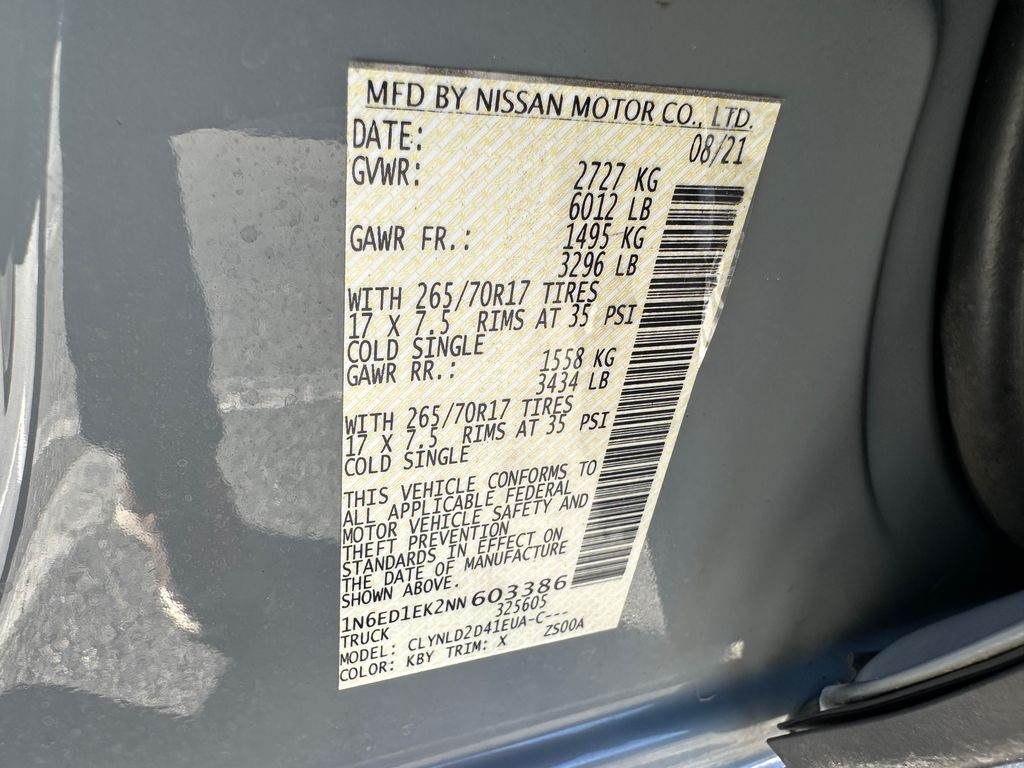 MFD BY NISSAN MOTOR CO., LTD.
DATE: 08/21
GVWR: 2727 KG
6012 LB
GAWR FR.: 1495 KG
3296 LB
WITH 265/70R17 TIRES
17 X 7.5 RIMS AT 35 PSI
COLD SINGLE
GAWR RR.: 1558 KG
3434 LB
WITH 265/70R17 TIRES
17 X 7.5 RIMS AT 35 PSI
COLD SINGLE
THIS VEHICLE CONFORMS TO
ALL APPLICABLE FEDERAL
MOTOR VEHICLE SAFETY AND
THEFT PREVENTION
STANDARDS IN EFFECT ON
THE DATE OF MANUFACTURE
SHOWN ABOVE.
1N6ED1EK2NN603386
TRUCK 325605
MODEL: CLYNLD2D41EUA-C---
COLOR: KBY TRIM: X ZS00A